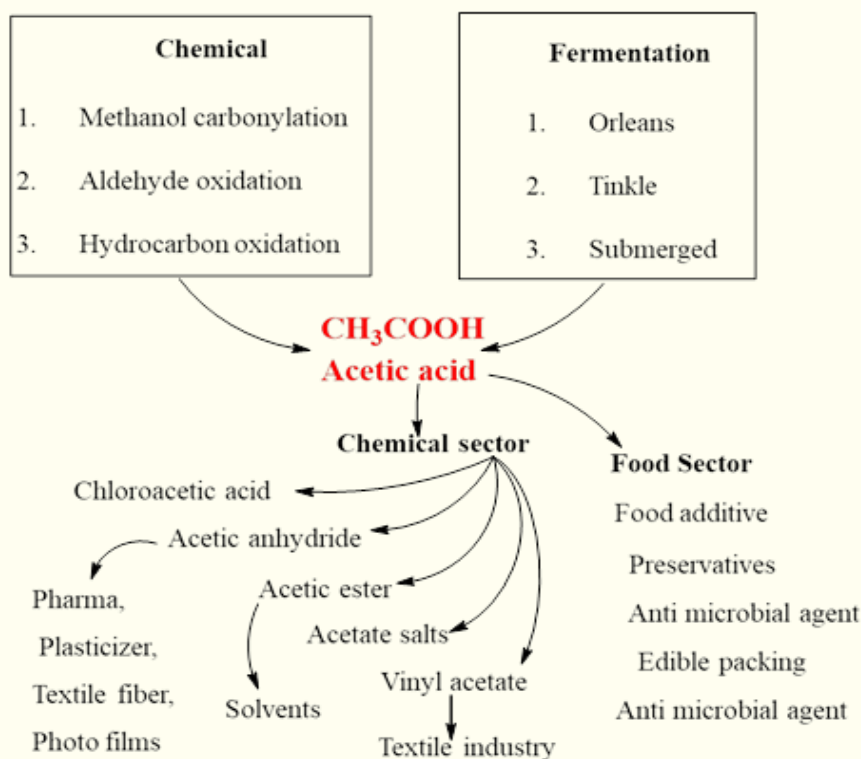 Chemical
1. Methanol carbonylation
2. Aldehyde oxidation
3. Hydrocarbon oxidation
Fermentation
1. Orleans
2. Tinkle
3. Submerged
CH₃COOH
Acetic acid
Chemical sector
Chloroacetic acid
Acetic anhydride
Pharma,
Plasticizer,
Textile fiber,
Photo films
Acetic ester
Solvents
Acetate salts
Vinyl acetate
Textile industry
Food Sector
Food additive
Preservatives
Anti microbial agent
Edible packing
Anti microbial agent